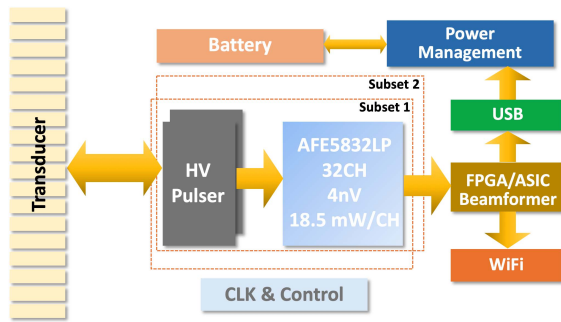 Transducer
Battery
Power
Management
Subset 2
Subset 1
HV
Pulser
AFE5832LP
32CH
4nV
18.5 mW/CH
USB
FPGA/ASIC
Beamformer
WiFi
CLK & Control